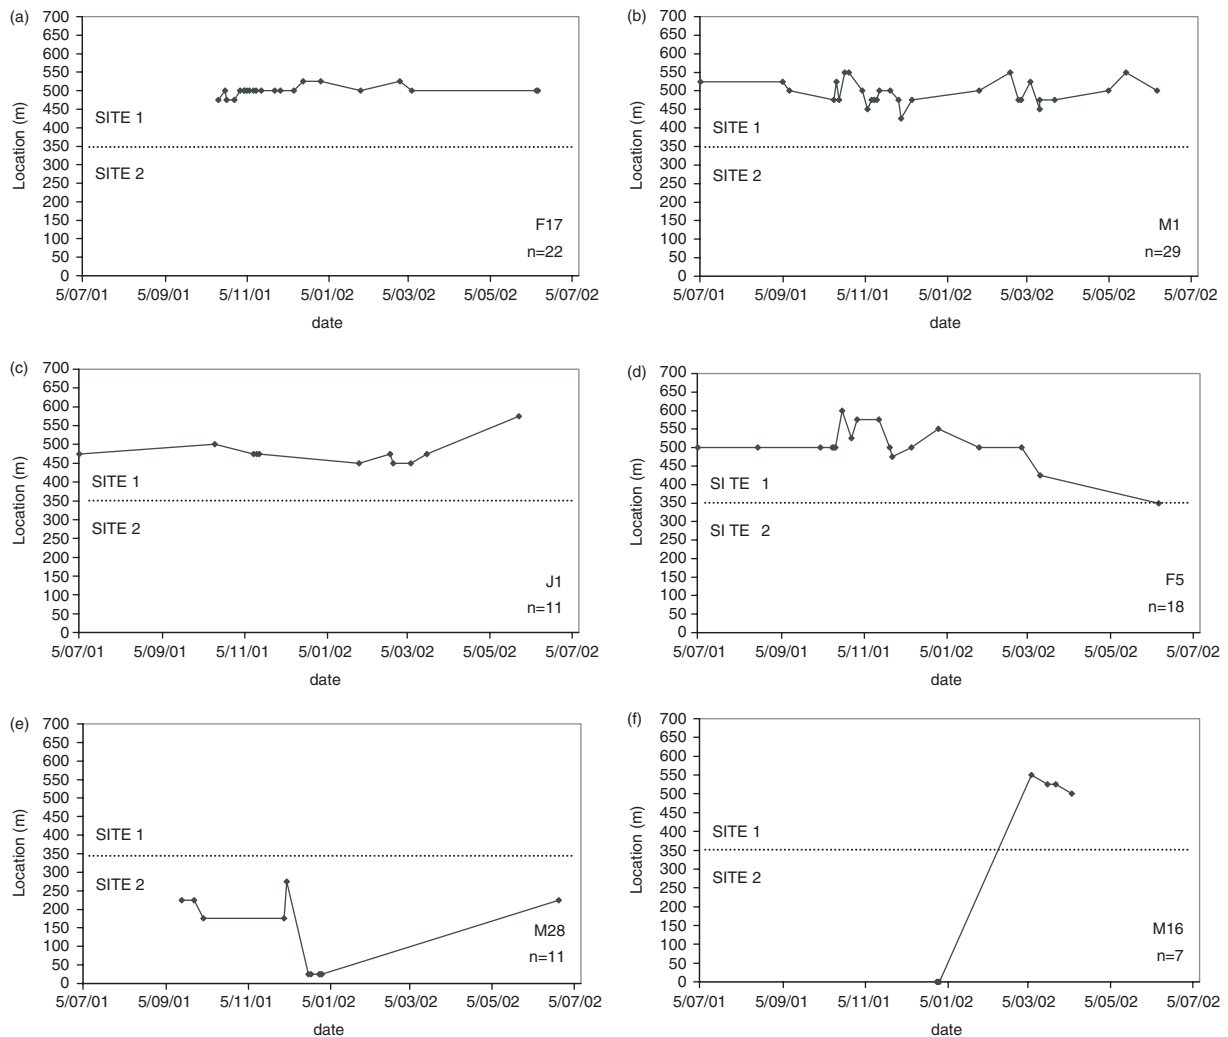 (a)
700
650
600
550
500
450
400
350
300
250
200
150
100
50
0
Location (m)
SITE 1
SITE 2
F17
n=22
5/07/01 5/09/01 5/11/01 5/01/02 5/03/02 5/05/02 5/07/02
date
(b)
700
650
600
550
500
450
400
350
300
250
200
150
100
50
0
Location (m)
SITE 1
SITE 2
M1
n=29
5/07/01 5/09/01 5/11/01 5/01/02 5/03/02 5/05/02 5/07/02
date
(c)
700
650
600
550
500
450
400
350
300
250
200
150
100
50
0
Location (m)
SITE 1
SITE 2
J1
n=11
5/07/01 5/09/01 5/11/01 5/01/02 5/03/02 5/05/02 5/07/02
date
(d)
700
650
600
550
500
450
400
350
300
250
200
150
100
50
0
Location (m)
SI TE 1
SI TE 2
F5
n=18
5/07/01 5/09/01 5/11/01 5/01/02 5/03/02 5/05/02 5/07/02
date
(e)
700
650
600
550
500
450
400
350
300
250
200
150
100
50
0
Location (m)
SITE 1
SITE 2
M28
n=11
5/07/01 5/09/01 5/11/01 5/01/02 5/03/02 5/05/02 5/07/02
date
(f)
700
650
600
550
500
450
400
350
300
250
200
150
100
50
0
Location (m)
SITE 1
SITE 2
M16
n=7
5/07/01 5/09/01 5/11/01 5/01/02 5/03/02 5/05/02 5/07/02
date